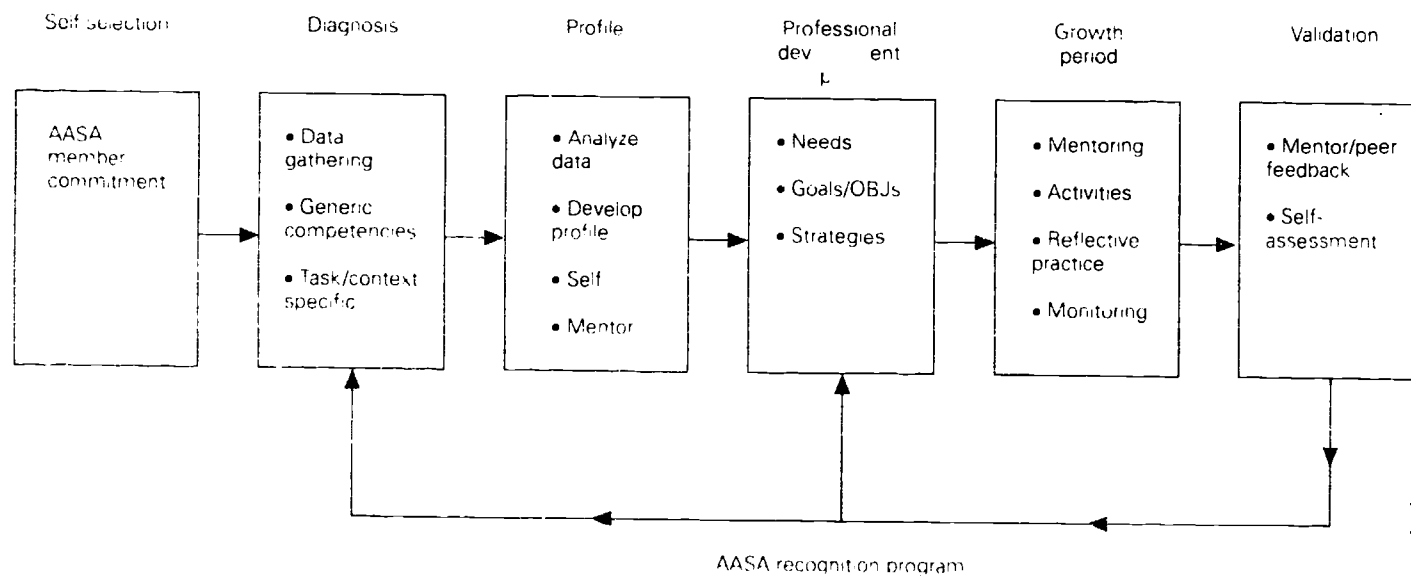 Self selection
AASA
member
commitment
Diagnosis
• Data
gathering
• Generic
competencies
• Task/context
specific
Profile
• Analyze
data
• Develop
profile
• Self
• Mentor
Professional
dev ent
• Needs
• Goals/OBJs
• Strategies
Growth
period
• Mentoring
• Activities
• Reflective
practice
• Monitoring
Validation
• Mentor/peer
feedback
• Self-
assessment
AASA recognition program